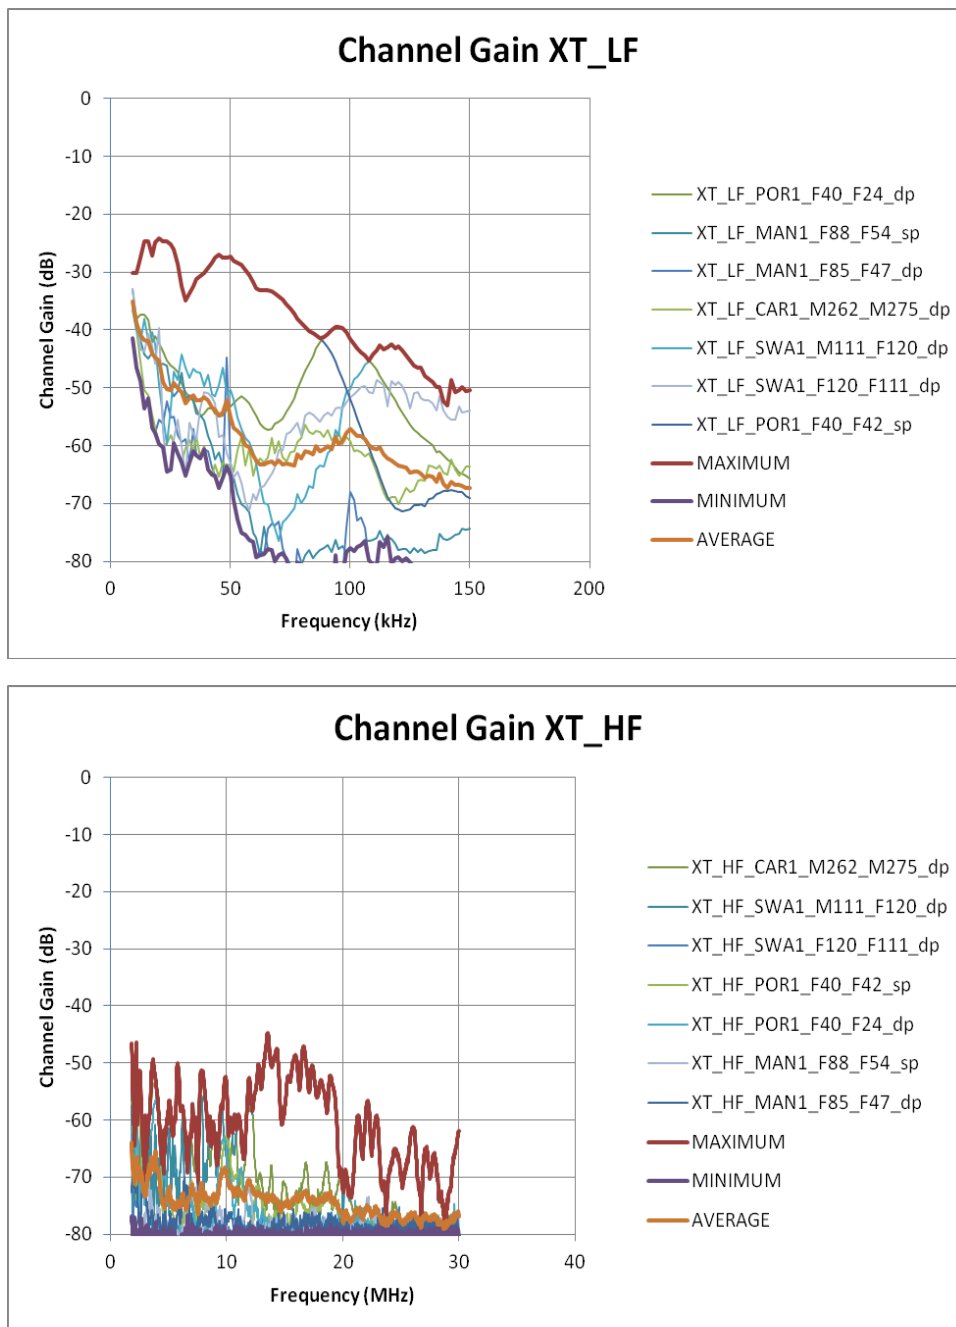 Channel Gain XT_LF
0
-10
-20
-30
-40
-50
-60
-70
-80
Channel Gain (dB)
0
50
100
150
200
Frequency (kHz)
XT_LF_POR1_F40_F24_dp
XT_LF_MAN1_F88_F54_sp
XT_LF_MAN1_F85_F47_dp
XT_LF_CAR1_M262_M275_dp
XT_LF_SWA1_M111_F120_dp
XT_LF_SWA1_F120_F111_dp
XT_LF_POR1_F40_F42_sp
MAXIMUM
MINIMUM
AVERAGE
Channel Gain XT_HF
0
-10
-20
-30
-40
-50
-60
-70
-80
Channel Gain (dB)
0
10
20
30
40
Frequency (MHz)
XT_HF_CAR1_M262_M275_dp
XT_HF_SWA1_M111_F120_dp
XT_HF_SWA1_F120_F111_dp
XT_HF_POR1_F40_F42_sp
XT_HF_POR1_F40_F24_dp
XT_HF_MAN1_F88_F54_sp
XT_HF_MAN1_F85_F47_dp
MAXIMUM
MINIMUM
AVERAGE